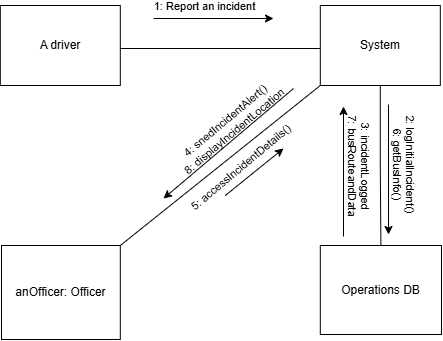 1: Report an incident
A driver
System
4: snedIncidentAlert()
8: displayIncidentLocation
5: accessIncidentDetails()
2: logInitialIncident()
6: getBusInfo()
3: incidentLogged
7: busRouteandData
anOfficer: Officer
Operations DB